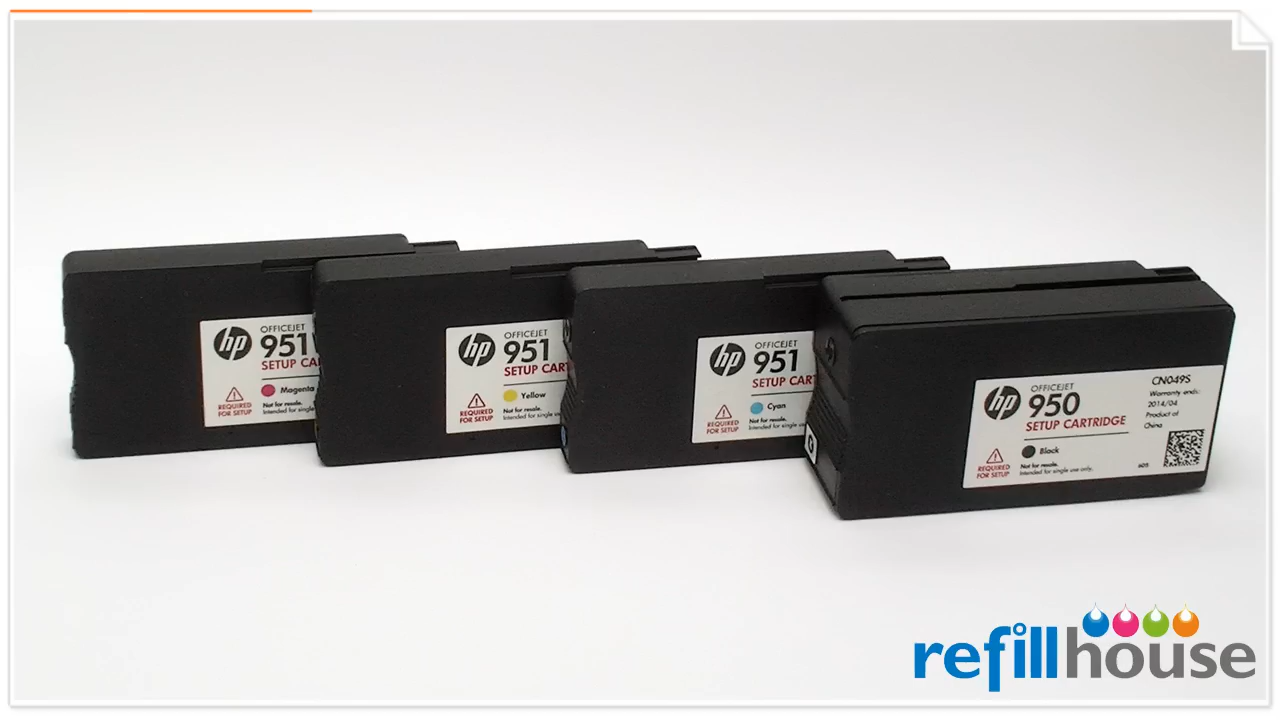 hp
OFFICEJET
951
SETUP
REQUIRED
FOR SETUP
Magenta
Not for resale.
Intended for single
hp
OFFICEJET
951
SETUP
REQUIRED
FOR SETUP
Yellow
Not for resale.
Intended for single
hp
OFFICEJET
951
SETUP
REQUIRED
FOR SETUP
Cyan
Not for resale.
Intended for single
hp
OFFICEJET
950
SETUP CARTRIDGE
REQUIRED
FOR SETUP
Black
Not for resale.
Intended for single use only.
CN049S
Warranty ends:
2014/04
Product of
China
refillhouse